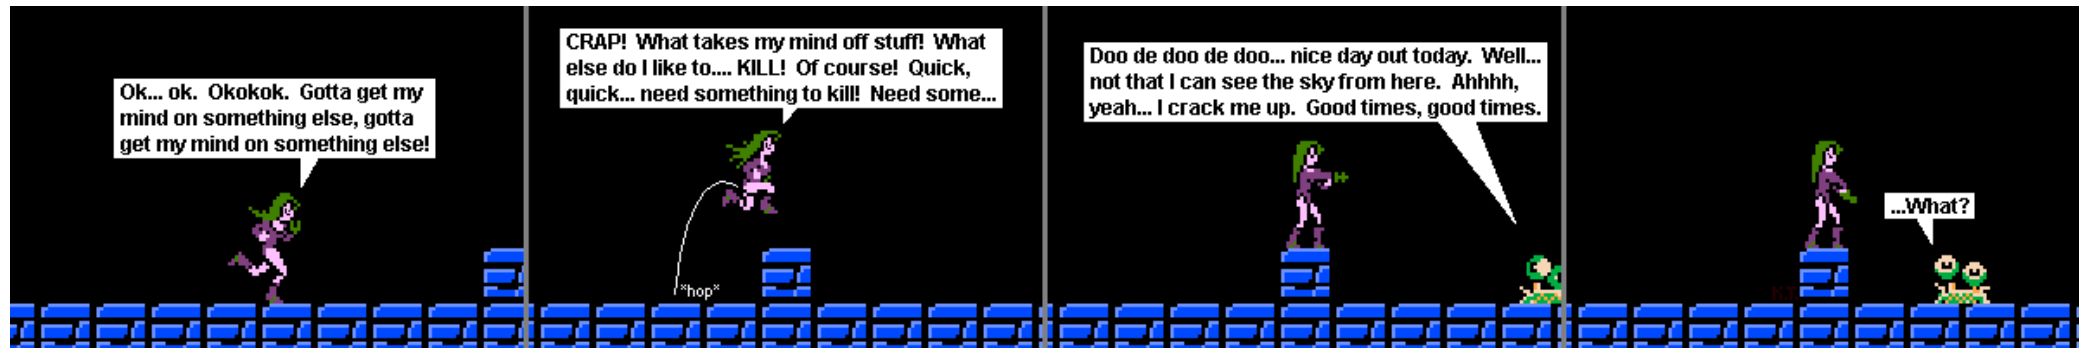 Ok... ok.  Okokok.  Gotta get my
mind on something else, gotta
get my mind on something else!
CRAP!  What takes my mind off stuff!  What
else do I like to.... KILL!  Of course!  Quick,
quick... need something to kill!  Need some...
*hop*
Doo de doo de doo... nice day out today.  Well...
not that I can see the sky from here.  Ahhhh,
yeah... I crack me up.  Good times, good times.
...What?